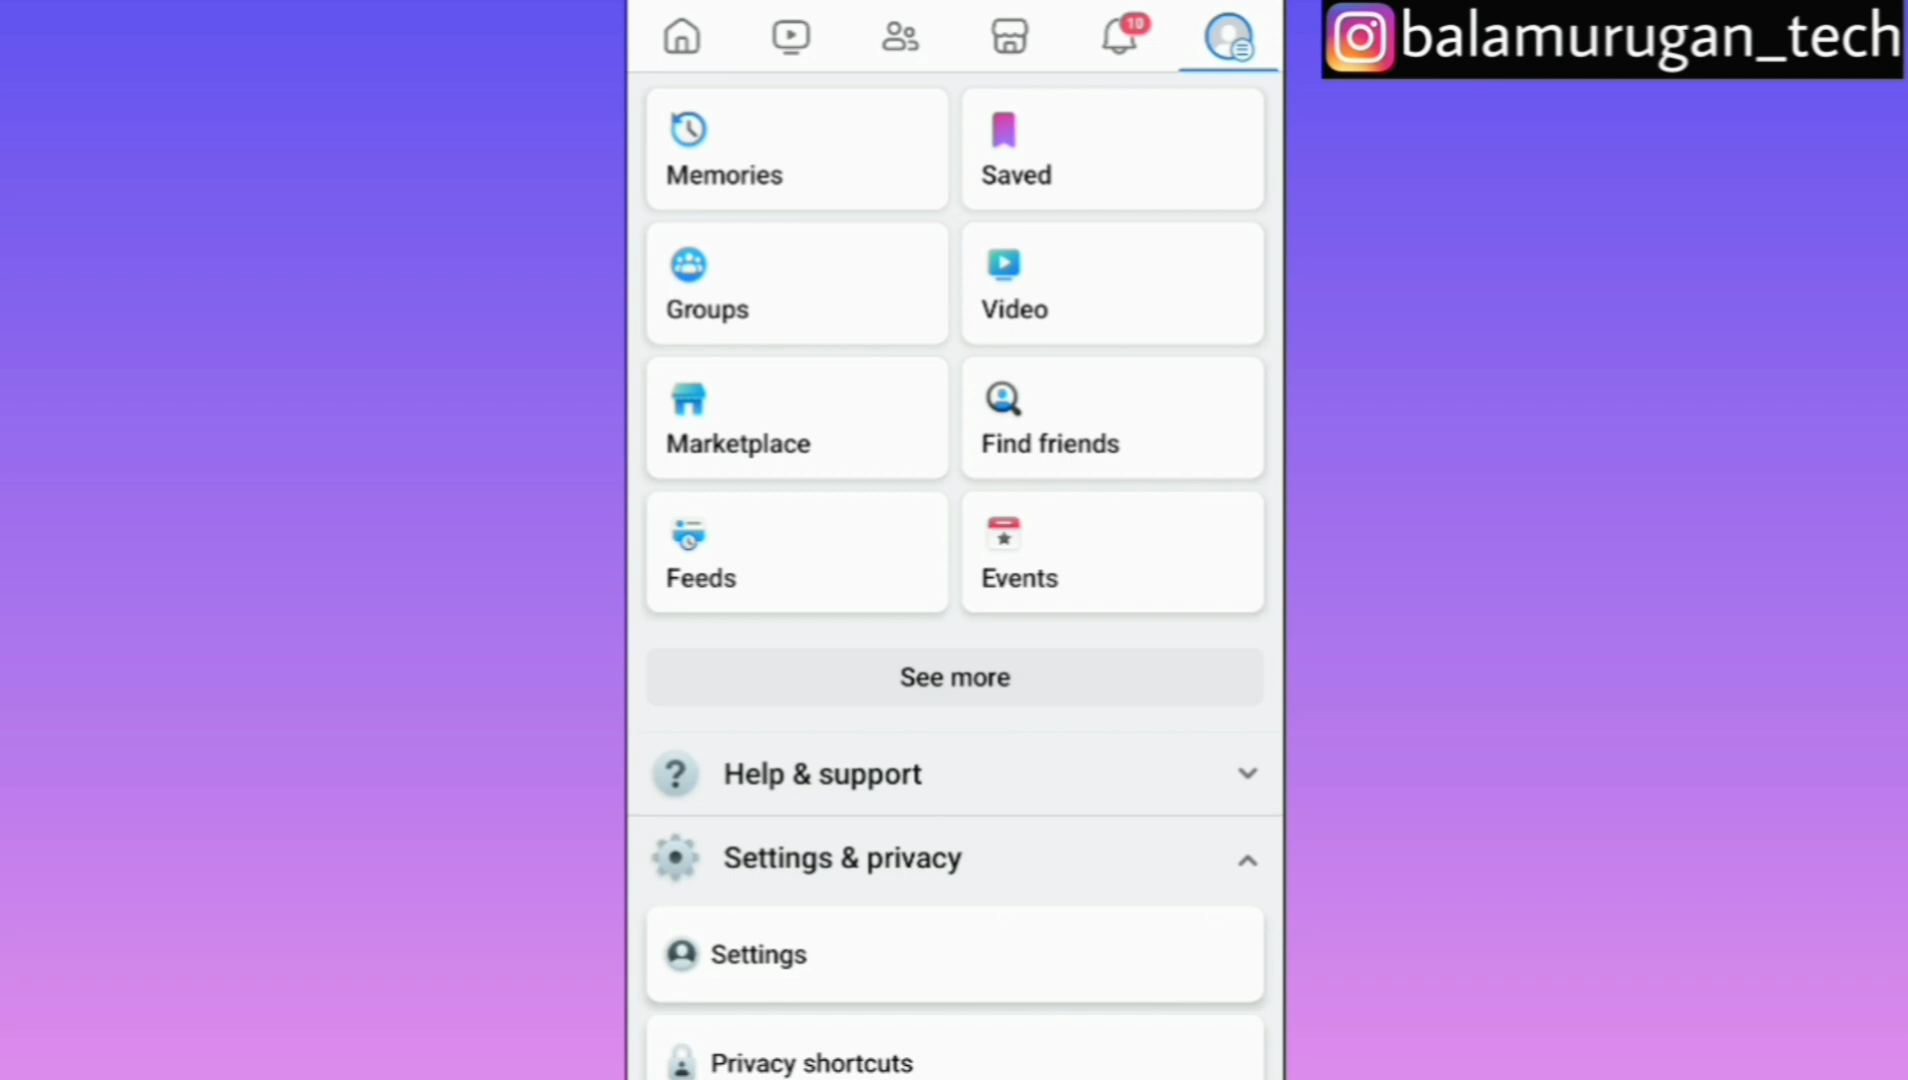 10
balamurugan_tech
Memories
Saved
Groups
Video
Marketplace
Find friends
Feeds
Events
See more
Help & support
Settings & privacy
Settings
Privacy shortcuts